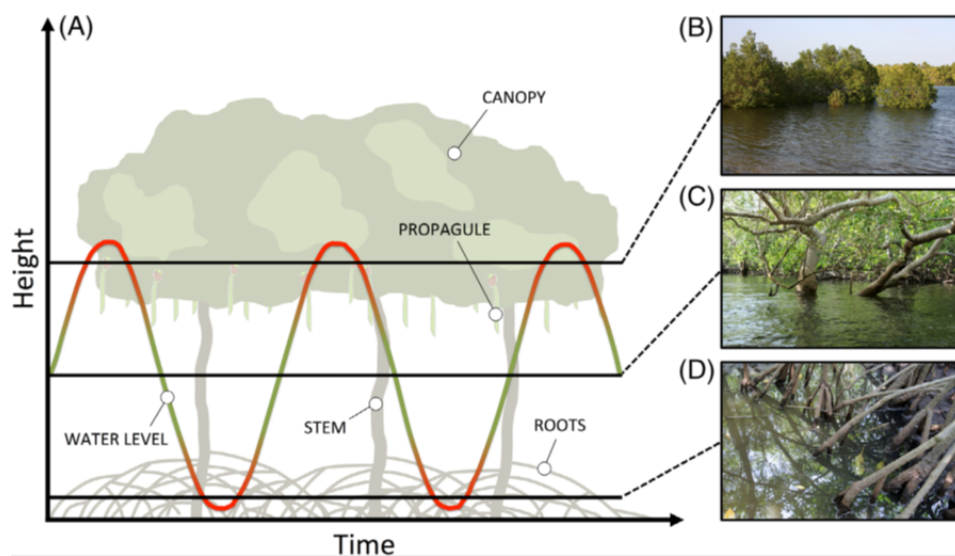 (A)
CANOPY
PROPAGULE
WATER LEVEL
STEM
ROOTS
Height
Time
(B)
(C)
(D)